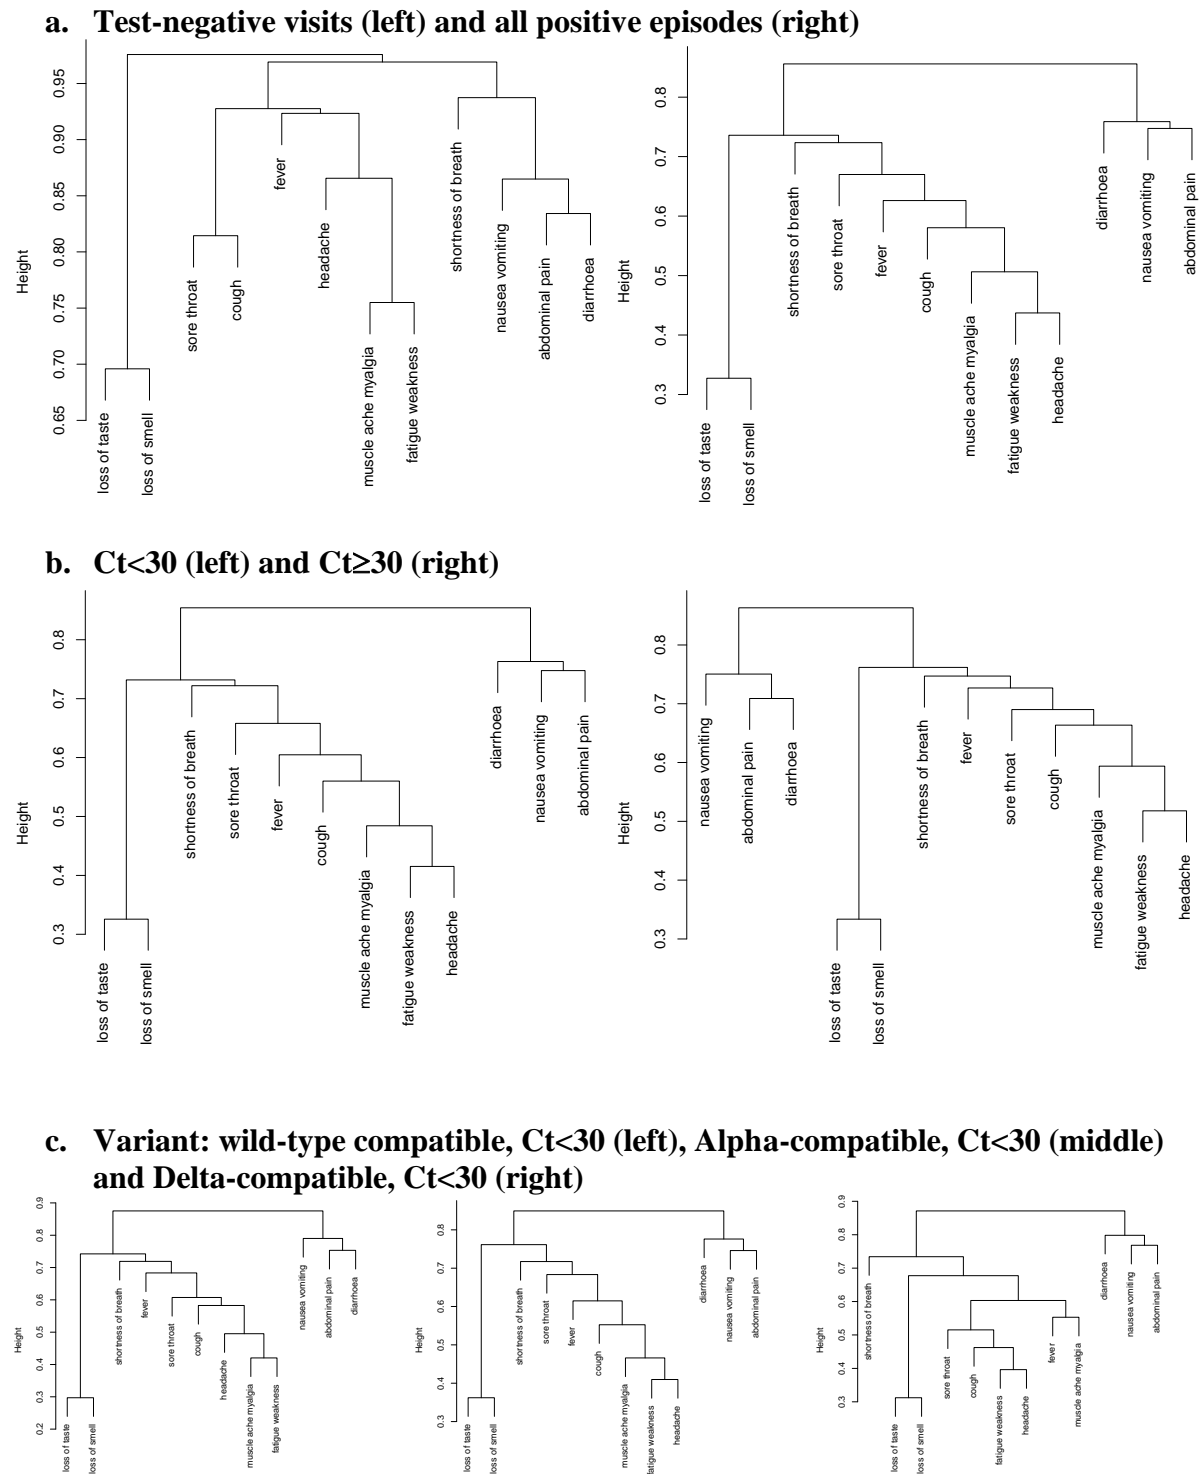 a. Test-negative visits (left) and all positive episodes (right)
Height
0.65 0.70 0.75 0.80 0.85 0.90 0.95
loss of taste
loss of smell
sore throat
cough
fever
headache
muscle ache myalgia
fatigue weakness
shortness of breath
nausea vomiting
abdominal pain
diarrhoea
Height
0.3 0.4 0.5 0.6 0.7 0.8
loss of taste
loss of smell
shortness of breath
sore throat
fever
cough
muscle ache myalgia
fatigue weakness
headache
diarrhoea
nausea vomiting
abdominal pain
b. Ct<30 (left) and Ct≥30 (right)
Height
0.3 0.4 0.5 0.6 0.7 0.8
loss of taste
loss of smell
shortness of breath
sore throat
fever
cough
muscle ache myalgia
fatigue weakness
headache
diarrhoea
nausea vomiting
abdominal pain
Height
0.3 0.4 0.5 0.6 0.7 0.8
nausea vomiting
abdominal pain
diarrhoea
loss of taste
loss of smell
shortness of breath
fever
sore throat
cough
muscle ache myalgia
fatigue weakness
headache
c. Variant: wild-type compatible, Ct<30 (left), Alpha-compatible, Ct<30 (middle)
and Delta-compatible, Ct<30 (right)
Height
0.2 0.3 0.4 0.5 0.6 0.7 0.8 0.9
loss of taste
loss of smell
shortness of breath
fever
sore throat
cough
headache
muscle ache myalgia
fatigue weakness
nausea vomiting
abdominal pain
diarrhoea
Height
0.3 0.4 0.5 0.6 0.7 0.8
loss of taste
loss of smell
shortness of breath
sore throat
fever
cough
muscle ache myalgia
fatigue weakness
headache
diarrhoea
nausea vomiting
abdominal pain
Height
0.3 0.4 0.5 0.6 0.7 0.8 0.9
shortness of breath
loss of taste
loss of smell
sore throat
cough
fatigue weakness
headache
fever
muscle ache myalgia
diarrhoea
nausea vomiting
abdominal pain